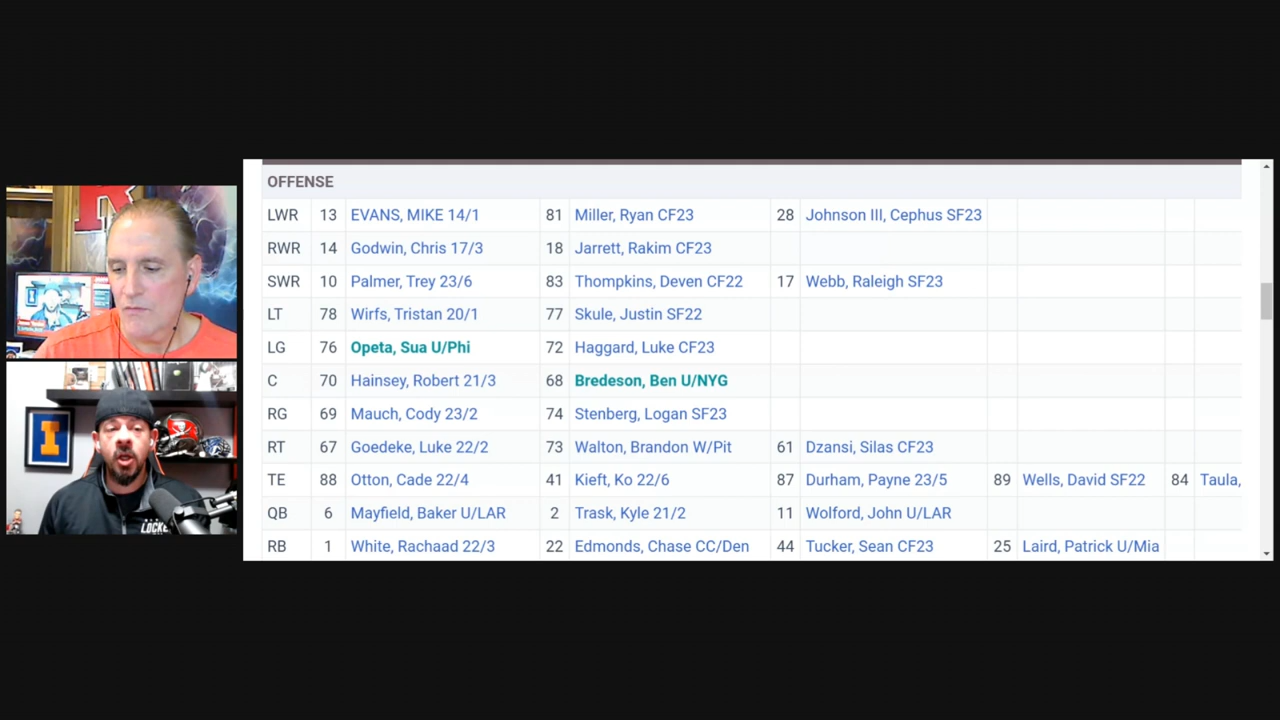 OFFENSE
LWR 13 EVANS, MIKE 14/1 81 Miller, Ryan CF23 28 Johnson III, Cephus SF23
RWR 14 Godwin, Chris 17/3 18 Jarrett, Rakim CF23
SWR 10 Palmer, Trey 23/6 83 Thompkins, Deven CF22 17 Webb, Raleigh SF23
LT 78 Wirfs, Tristan 20/1 77 Skule, Justin SF22
LG 76 Opeta, Sua U/Phi 72 Haggard, Luke CF23
C 70 Hainsey, Robert 21/3 68 Bredeson, Ben U/NYG
RG 69 Mauch, Cody 23/2 74 Stenberg, Logan SF23
RT 67 Goedeke, Luke 22/2 73 Walton, Brandon W/Pit 61 Dzansi, Silas CF23
TE 88 Otton, Cade 22/4 41 Kieft, Ko 22/6 87 Durham, Payne 23/5 89 Wells, David SF22 84 Taula,
QB 6 Mayfield, Baker U/LAR 2 Trask, Kyle 21/2 11 Wolford, John U/LAR
RB 1 White, Rachaad 22/3 22 Edmonds, Chase CC/Den 44 Tucker, Sean CF23 25 Laird, Patrick U/Mia
R
I
LOCKE